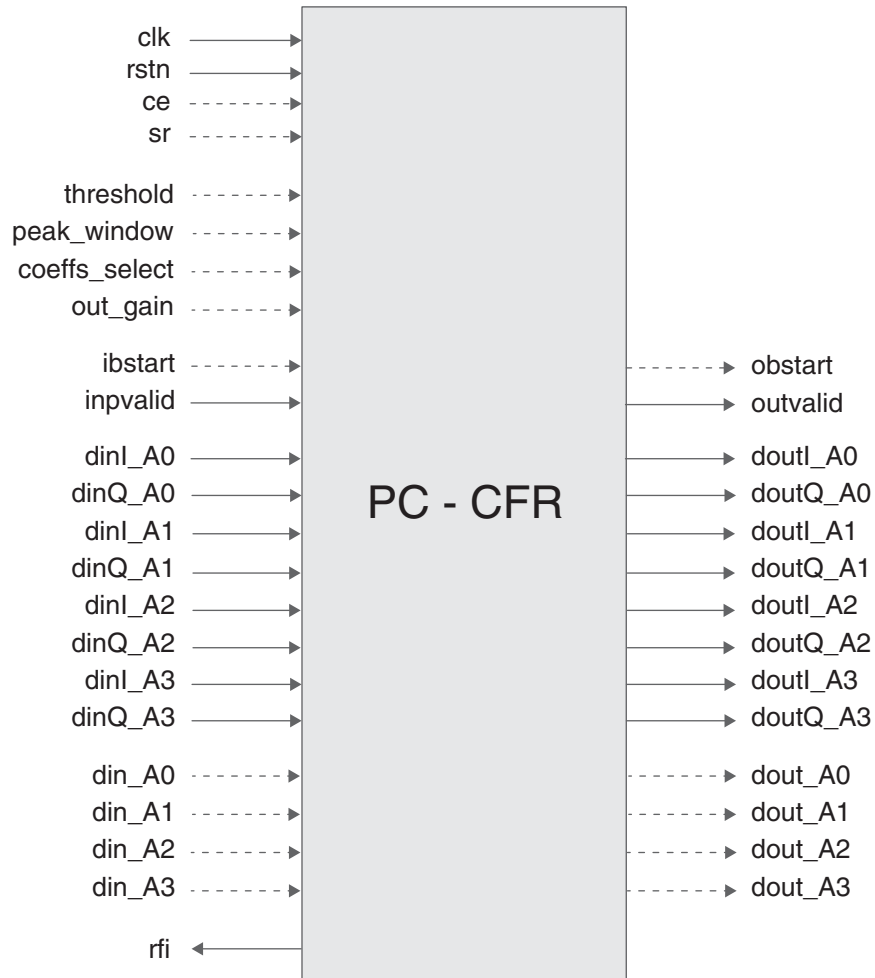 clk
rstn
ce
sr
threshold
peak_window
coeffs_select
out_gain
ibstart
inpvalid
dinI_A0
dinQ_A0
dinI_A1
dinQ_A1
dinI_A2
dinQ_A2
dinI_A3
dinQ_A3
din_A0
din_A1
din_A2
din_A3
rfi
PC - CFR
obstart
outvalid
doutI_A0
doutQ_A0
doutI_A1
doutQ_A1
doutI_A2
doutQ_A2
doutI_A3
doutQ_A3
dout_A0
dout_A1
dout_A2
dout_A3